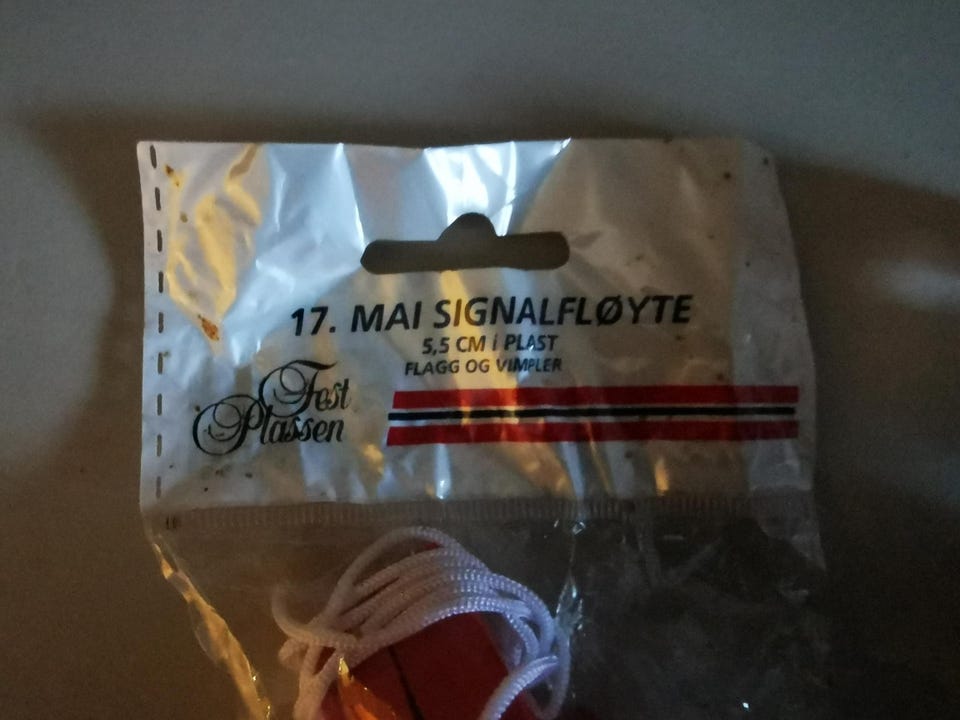 17. MAI SIGNALFLØYTE
5,5 CM i PLAST
FLAGG OG VIMPLER
Fest
Plassen